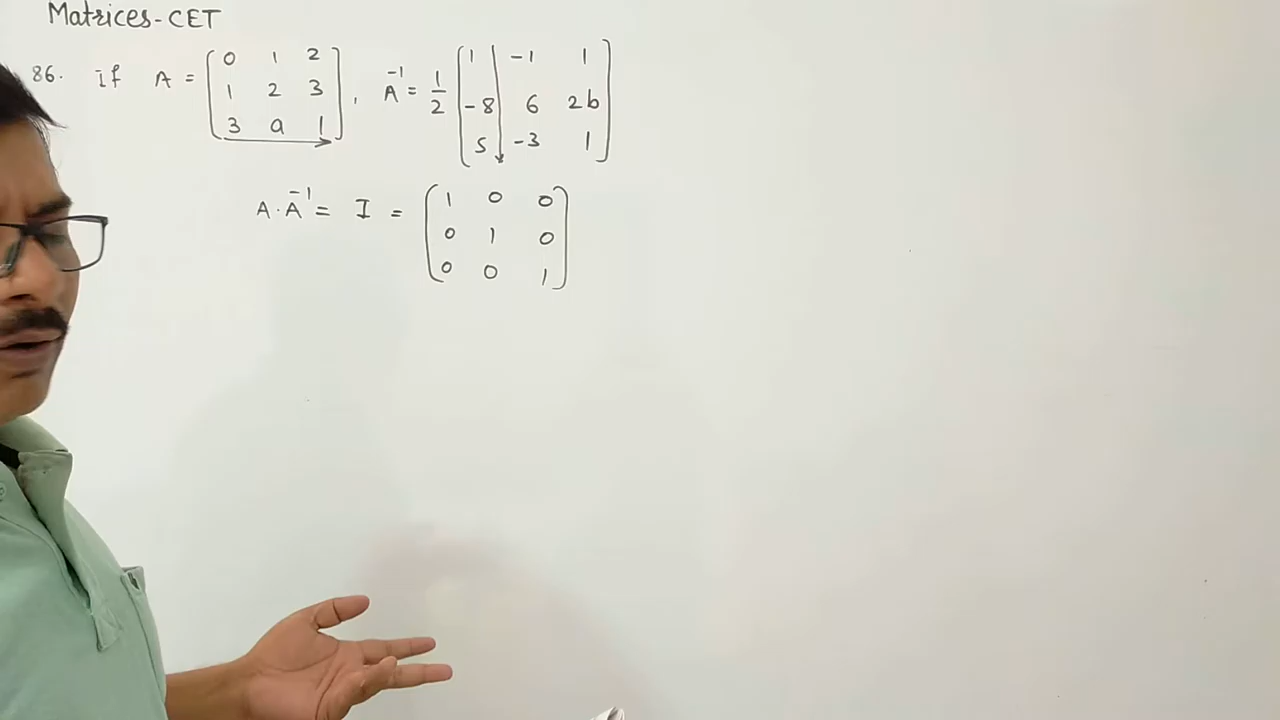 Matrices-CET
86. If A = [0 1 2; 1 2 3; 3 a 1], A⁻¹ = 1/2 [1 -1 1; -8 6 2b; 5 -3 1]
A·A⁻¹ = I = [1 0 0; 0 1 0; 0 0 1]